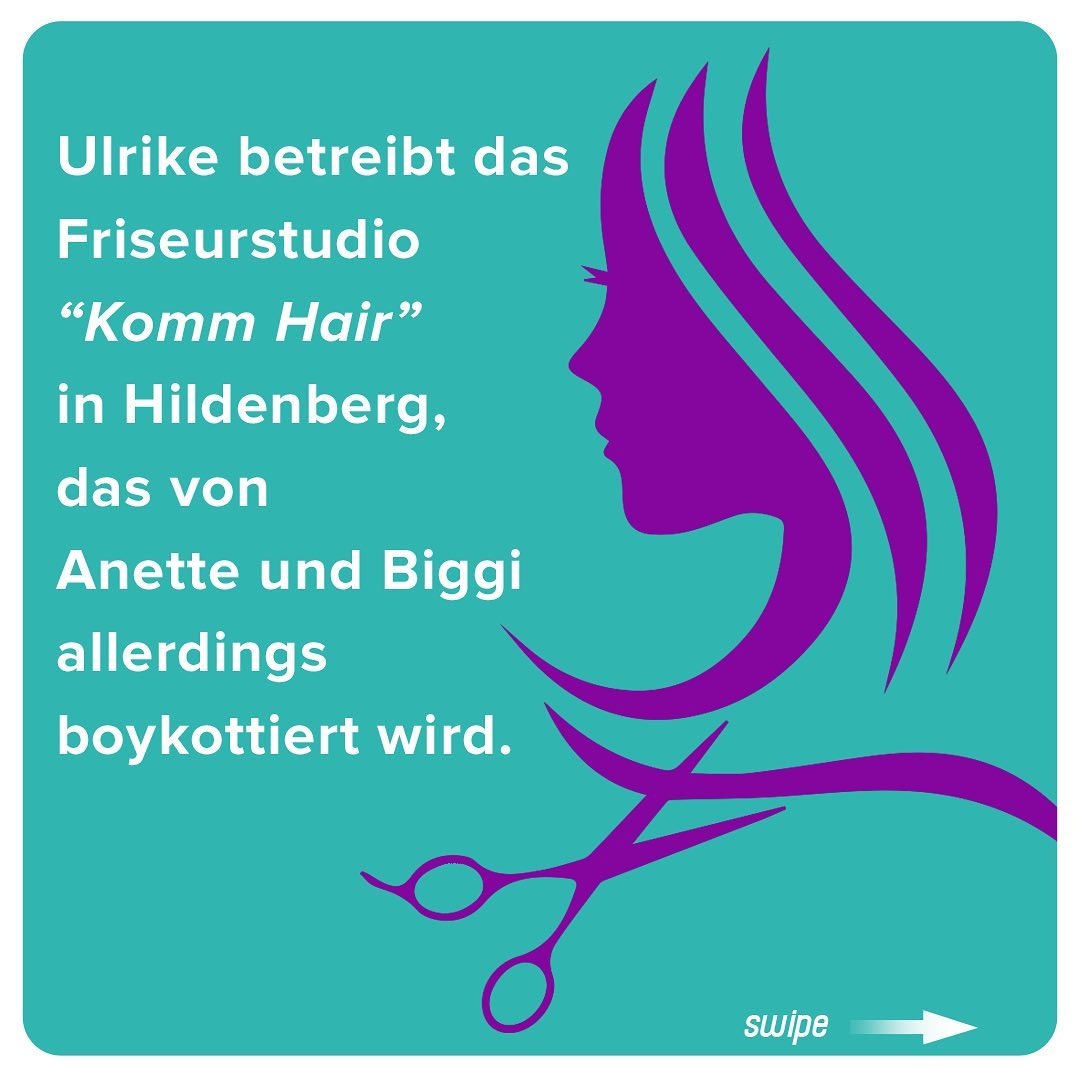 Ulrike betreibt das
Friseurstudio
“Komm Hair”
in Hildenberg,
das von
Anette und Biggi
allerdings
boykottiert wird.
swipe